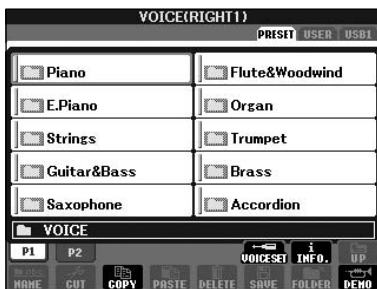 VOICE(RIGHT1)
PRESET USER USB1
Piano
Flute&Woodwind
E.Piano
Organ
Strings
Trumpet
Guitar&Bass
Brass
Saxophone
Accordion
VOICE
P1 P2 VOICESET INFO. UP
NAME CUT COPY PASTE DELETE SAVE FOLDER DEMO